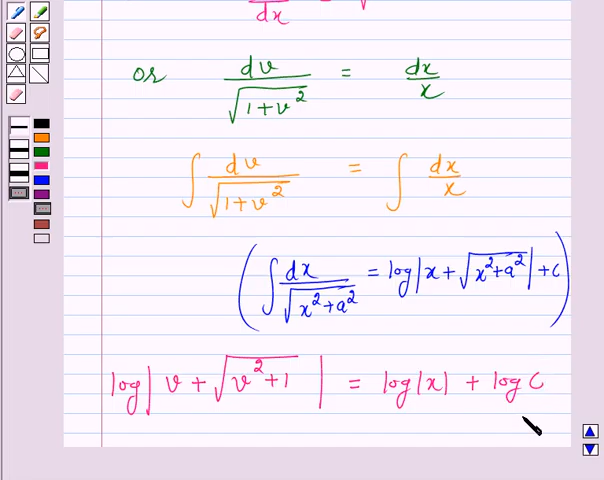 dx
or dv/√(1+v²) = dx/x
∫ dv/√(1+v²) = ∫ dx/x
(∫ dx/√(x²+a²) = log|x+√(x²+a²)|+c)
log|v+√(v²+1)| = log|x| + log C